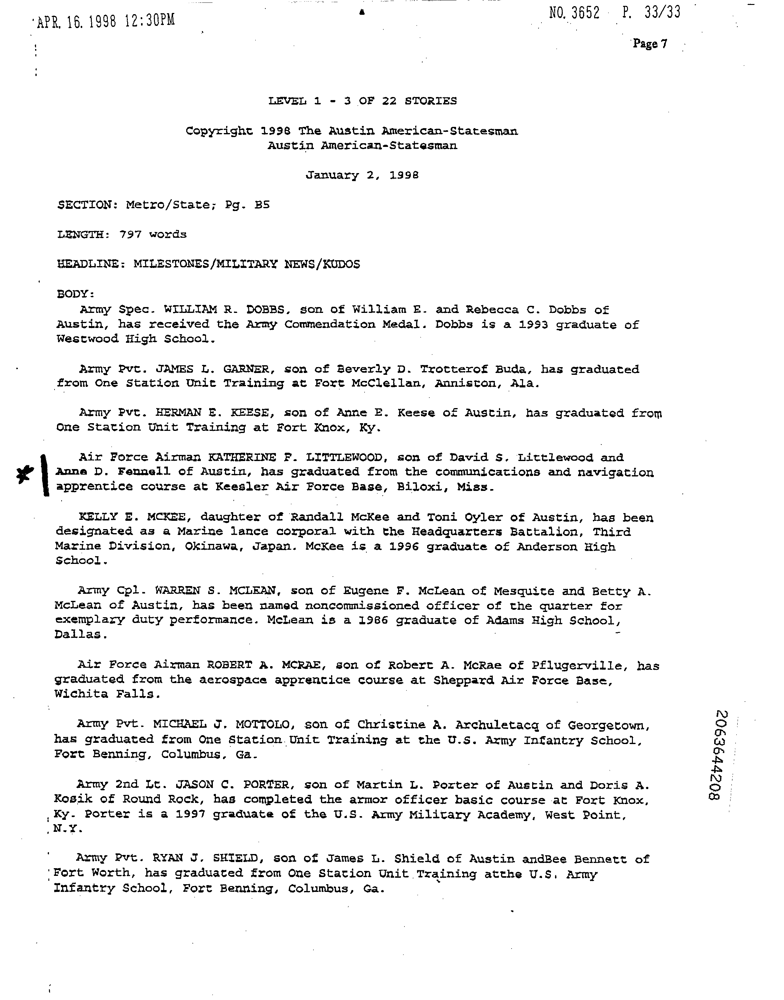 APR. 16. 1998 12:30PM
NO. 3652 P. 33/33
Page 7
LEVEL 1 - 3 OF 22 STORIES
Copyright 1998 The Austin American-Statesman
Austin American-Statesman
January 2, 1998
SECTION: Metro/State; Pg. B5
LENGTH: 797 words
HEADLINE: MILESTONES/MILITARY NEWS/KUDOS
BODY:
Army Spec. WILLIAM R. DOBBS, son of William E. and Rebecca C. Dobbs of
Austin, has received the Army Commendation Medal. Dobbs is a 1993 graduate of
Westwood High School.
Army Pvt. JAMES L. GARNER, son of Beverly D. Trotterof Buda, has graduated
from One Station Unit Training at Fort McClellan, Anniston, Ala.
Army Pvt. HERMAN E. KEESE, son of Anne E. Keese of Austin, has graduated from
One Station Unit Training at Fort Knox, Ky.
Air Force Airman KATHERINE P. LITTLEWOOD, son of David S. Littlewood and
* Anne D. Fennell of Austin, has graduated from the communications and navigation
apprentice course at Keesler Air Force Base, Biloxi, Miss.
KELLY E. MCKEE, daughter of Randall McKee and Toni Oyler of Austin, has been
designated as a Marine lance corporal with the Headquarters Battalion, Third
Marine Division, Okinawa, Japan. McKee is a 1996 graduate of Anderson High
School.
Army Cpl. WARREN S. MCLEAN, son of Eugene F. McLean of Mesquite and Betty A.
McLean of Austin, has been named noncommissioned officer of the quarter for
exemplary duty performance. McLean is a 1986 graduate of Adams High School,
Dallas.
Air Force Airman ROBERT A. MCRAE, son of Robert A. McRae of Pflugerville, has
graduated from the aerospace apprentice course at Sheppard Air Force Base,
Wichita Falls.
Army Pvt. MICHAEL J. MOTTOLO, son of Christine A. Archuletacq of Georgetown,
has graduated from One Station Unit Training at the U.S. Army Infantry School,
Fort Benning, Columbus, Ga.
Army 2nd Lt. JASON C. PORTER, son of Martin L. Porter of Austin and Doris A.
Kosik of Round Rock, has completed the armor officer basic course at Fort Knox,
Ky. Porter is a 1997 graduate of the U.S. Army Military Academy, West Point,
N.Y.
Army Pvt. RYAN J. SHIELD, son of James L. Shield of Austin andBee Bennett of
Fort Worth, has graduated from One Station Unit Training atthe U.S. Army
Infantry School, Fort Benning, Columbus, Ga.
2063644208